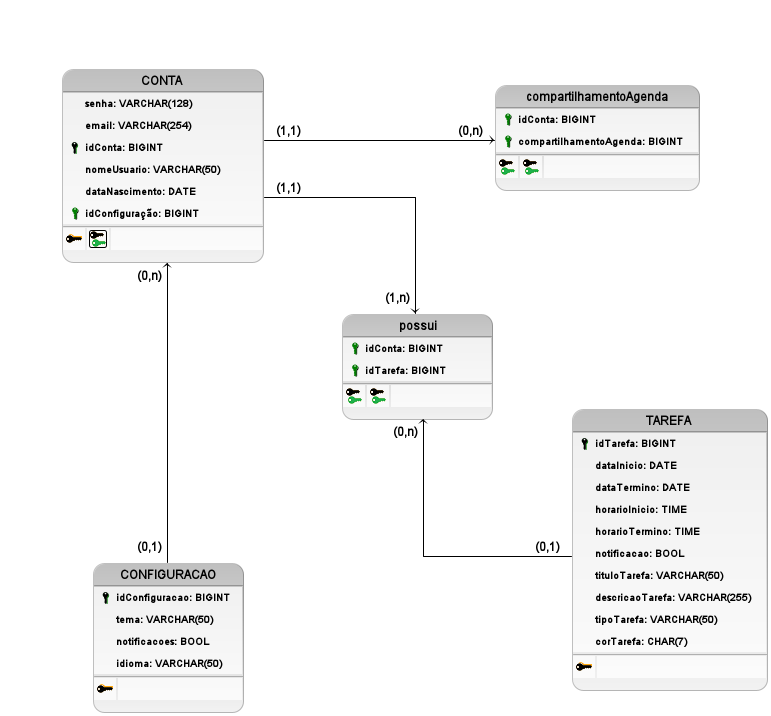 CONTA
senha: VARCHAR(128)
email: VARCHAR(254)
idConta: BIGINT
nomeUsuario: VARCHAR(50)
dataNascimento: DATE
idConfiguração: BIGINT
(1,1)
(0,n)
compartilhamentoAgenda
idConta: BIGINT
compartilhamentoAgenda: BIGINT
(1,1)
(0,n)
(1,n)
possui
idConta: BIGINT
idTarefa: BIGINT
(0,n)
TAREFA
idTarefa: BIGINT
dataInicio: DATE
dataTermino: DATE
horarioInicio: TIME
horarioTermino: TIME
notificacao: BOOL
tituloTarefa: VARCHAR(50)
descricaoTarefa: VARCHAR(255)
tipoTarefa: VARCHAR(50)
corTarefa: CHAR(7)
(0,1)
(0,1)
CONFIGURACAO
idConfiguracao: BIGINT
tema: VARCHAR(50)
notificacoes: BOOL
idioma: VARCHAR(50)